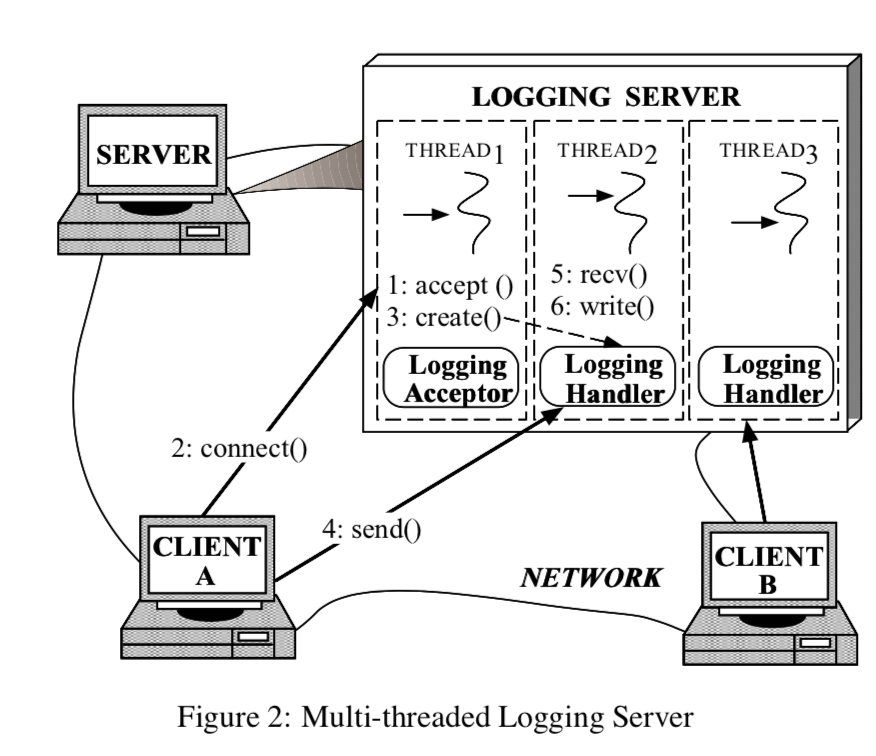 LOGGING SERVER
SERVER
THREAD1
THREAD2
THREAD3
1: accept ()
3: create()
5: recv()
6: write()
Logging
Acceptor
Logging
Handler
Logging
Handler
2: connect()
4: send()
CLIENT
A
NETWORK
CLIENT
B
Figure 2: Multi-threaded Logging Server